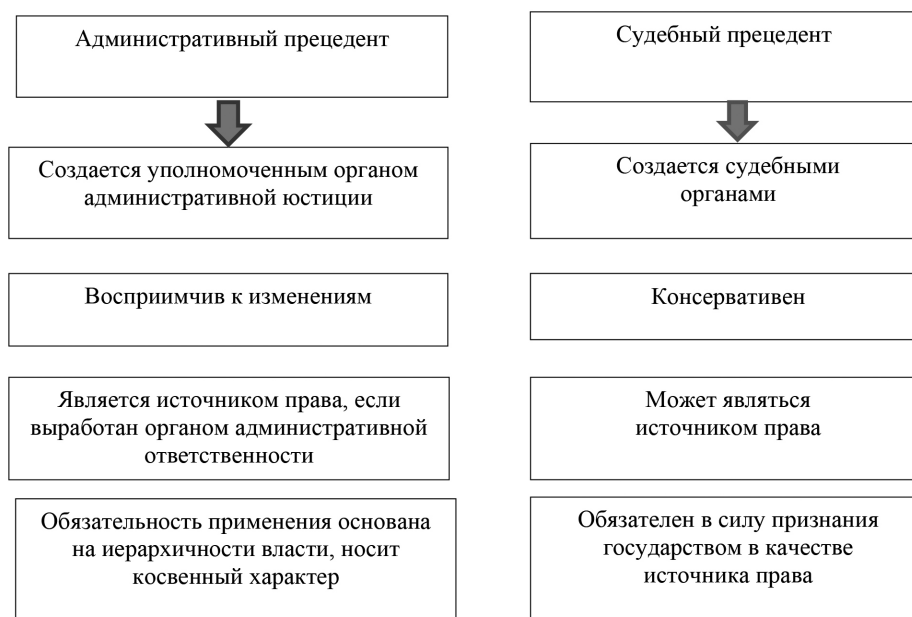 Административный прецедент
Судебный прецедент
Создается уполномоченным органом
административной юстиции
Создается судебными
органами
Восприимчив к изменениям
Консервативен
Является источником права, если
выработан органом административной
ответственности
Может являться
источником права
Обязательность применения основана
на иерархичности власти, носит
косвенный характер
Обязателен в силу признания
государством в качестве
источника права